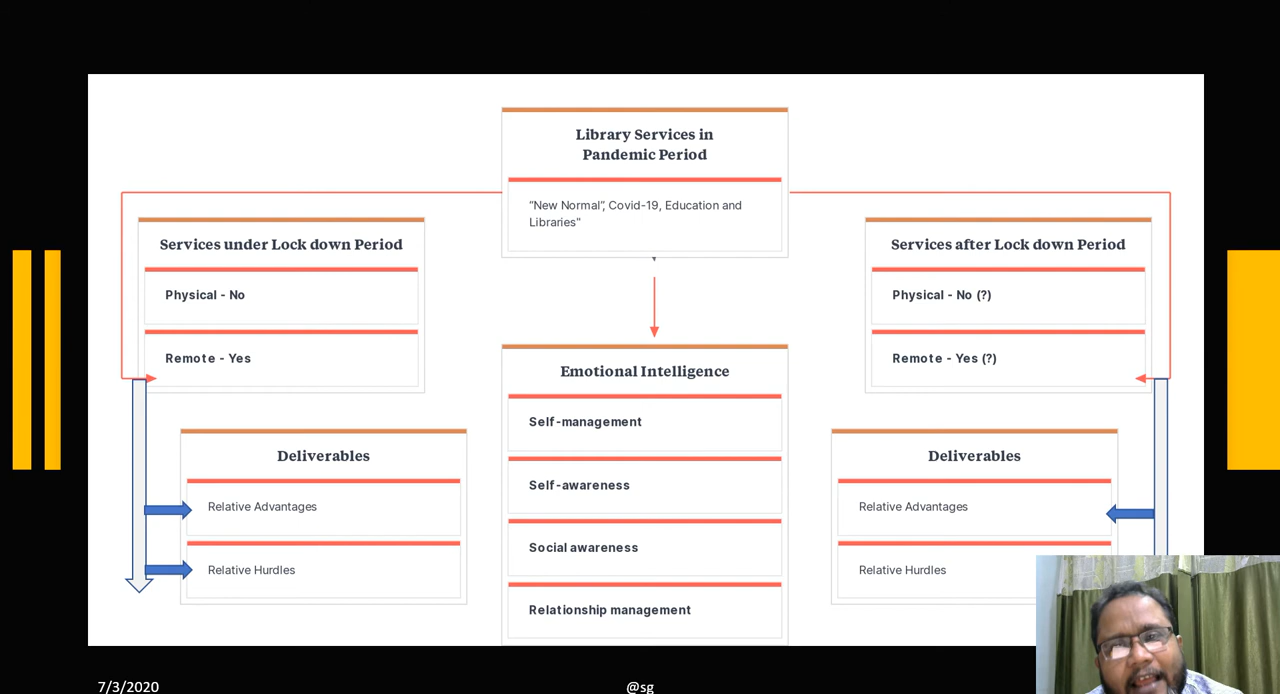 Library Services in
Pandemic Period
"New Normal", Covid-19, Education and
Libraries"
Services under Lock down Period
Physical - No
Remote - Yes
Services after Lock down Period
Physical - No (?)
Remote - Yes (?)
Emotional Intelligence
Self-management
Self-awareness
Social awareness
Relationship management
Deliverables
Relative Advantages
Relative Hurdles
Deliverables
Relative Advantages
Relative Hurdles
7/3/2020
@sg